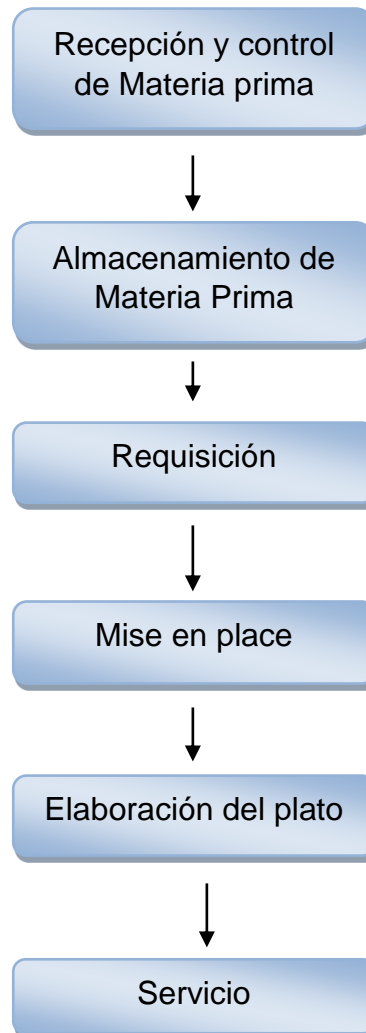 Recepción y control
de Materia prima
Almacenamiento de
Materia Prima
Requisición
Mise en place
Elaboración del plato
Servicio